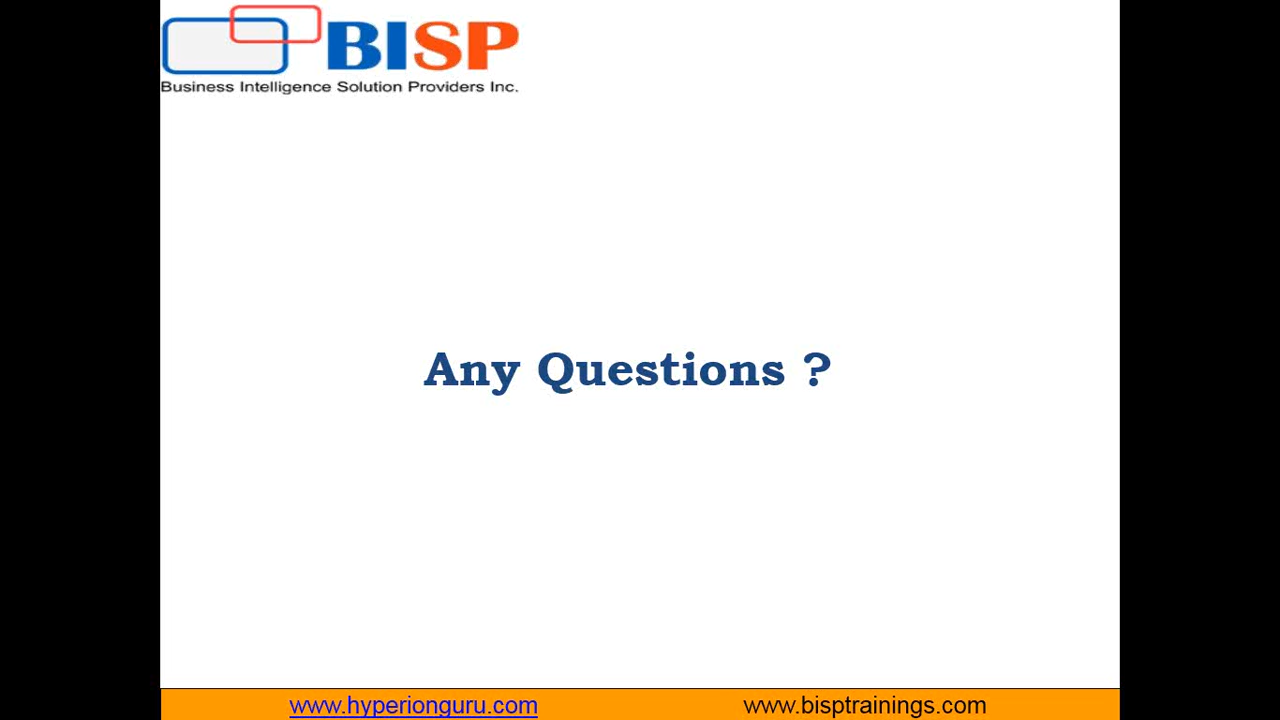 BISP
Business Intelligence Solution Providers Inc.
Any Questions ?
www.hyperionguru.com www.bisptrainings.com